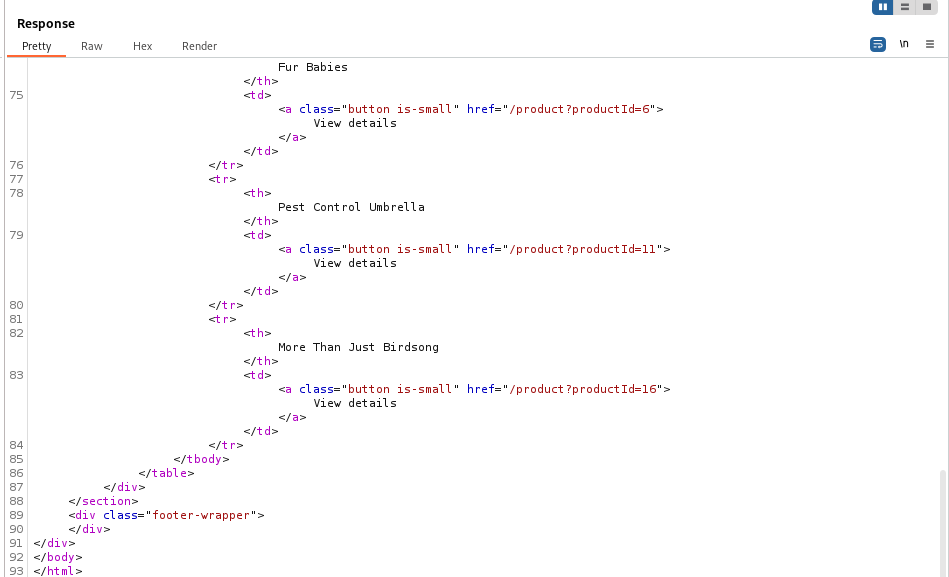 Response
Pretty Raw Hex Render \n
Fur Babies
</th>
75 <td>
<a class="button is-small" href="/product?productId=6">
View details
</a>
</td>
76 </tr>
77 <tr>
78 <th>
Pest Control Umbrella
</th>
79 <td>
<a class="button is-small" href="/product?productId=11">
View details
</a>
</td>
80 </tr>
81 <tr>
82 <th>
More Than Just Birdsong
</th>
83 <td>
<a class="button is-small" href="/product?productId=16">
View details
</a>
</td>
84 </tr>
85 </tbody>
86 </table>
87 </div>
88 </section>
89 <div class="footer-wrapper">
90 </div>
91 </div>
92 </body>
93 </html>